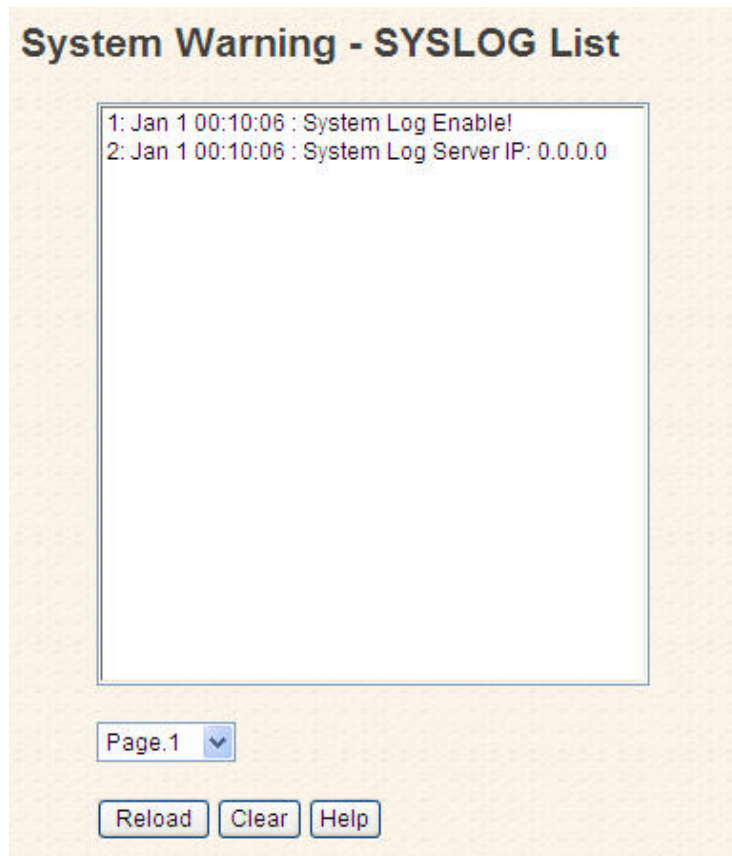 System Warning - SYSLOG List
1: Jan 1 00:10:06 : System Log Enable!
2: Jan 1 00:10:06 : System Log Server IP: 0.0.0.0
Page.1
Reload Clear Help